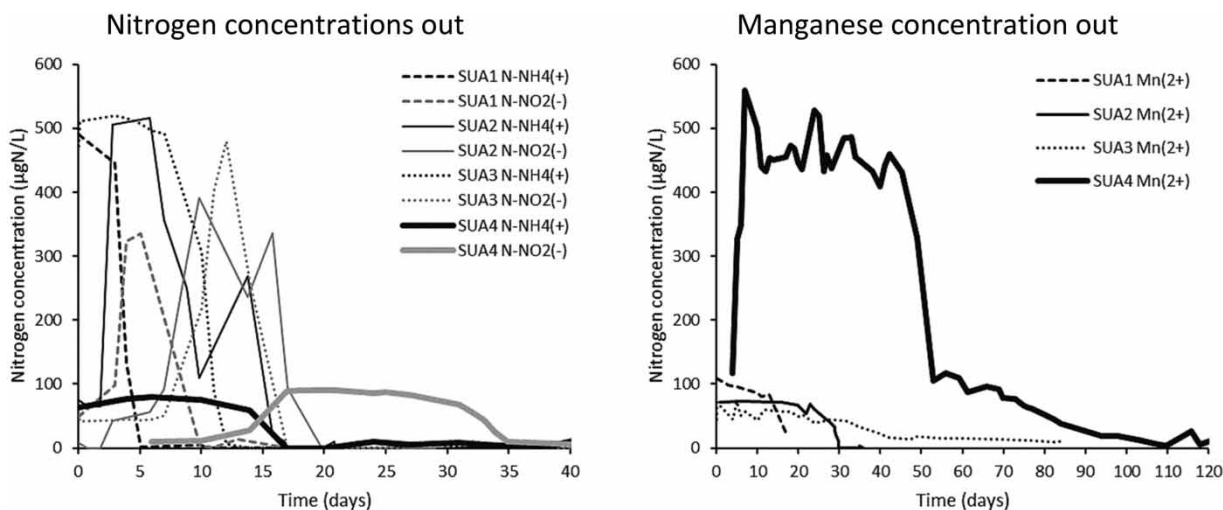 Nitrogen concentrations out
Nitrogen concentration (µgN/L)
600
500
400
300
200
100
0
0 5 10 15 20 25 30 35 40
Time (days)
SUA1 N-NH4(+)
SUA1 N-NO2(-)
SUA2 N-NH4(+)
SUA2 N-NO2(-)
SUA3 N-NH4(+)
SUA3 N-NO2(-)
SUA4 N-NH4(+)
SUA4 N-NO2(-)
Manganese concentration out
Nitrogen concentration (µgN/L)
600
500
400
300
200
100
0
0 10 20 30 40 50 60 70 80 90 100 110 120
Time (days)
SUA1 Mn(2+)
SUA2 Mn(2+)
SUA3 Mn(2+)
SUA4 Mn(2+)